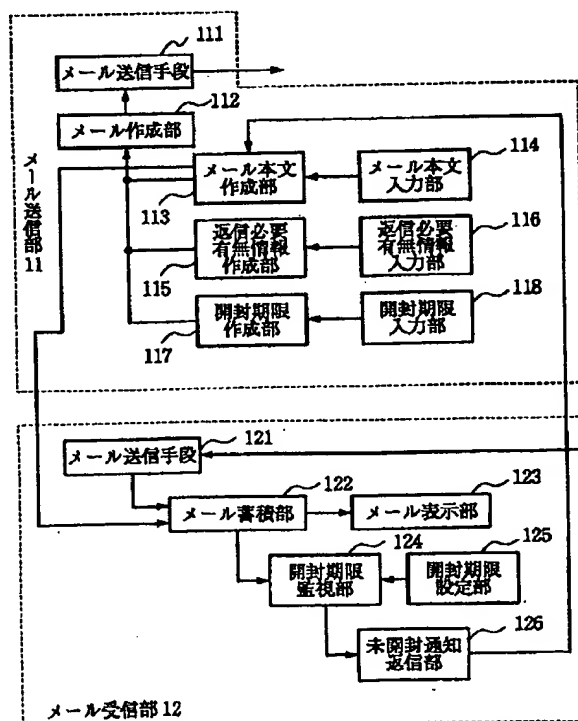 111
メール送信手段
112
メール作成部
メール送信部11
メール本文
作成部
113
メール本文
入力部
114
返信必要
有無情報
作成部
115
返信必要
有無情報
入力部
116
開封期限
作成部
117
開封期限
入力部
118
121
メール送信手段
122
メール蓄積部
123
メール表示部
124
開封期限
監視部
125
開封期限
設定部
126
未開封通知
返信部
メール受信部12